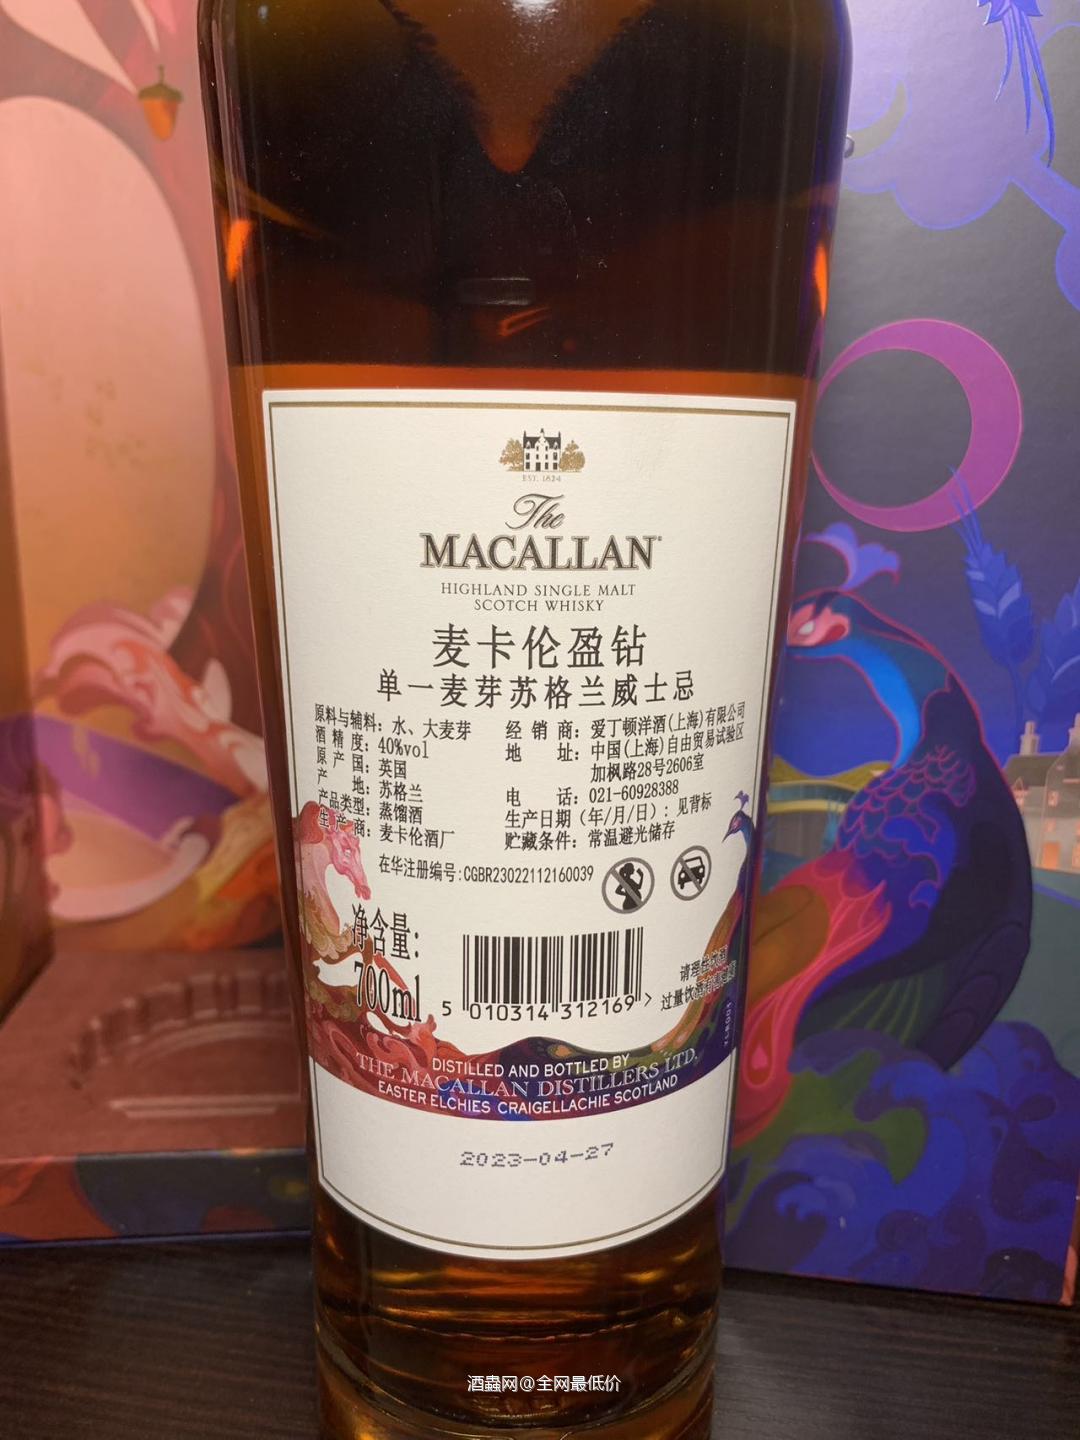 EST. 1824
The
MACALLAN
HIGHLAND SINGLE MALT
SCOTCH WHISKY
麦卡伦盈钻
单一麦芽苏格兰威士忌
原料与辅料：水、大麦芽
酒精度：40%vol
原产国：英国
产地：苏格兰
产品类型：蒸馏酒
生产商：麦卡伦酒厂
经销商：爱丁顿洋酒(上海)有限公司
地址：中国(上海)自由贸易试验区
加枫路28号2606室
电话：021-60928388
生产日期（年/月/日）：见背标
贮藏条件：常温避光储存
在华注册编号:CGBR23022112160039
净含量:
700ml
5 010314 312169 >
请理性饮酒
过量饮酒
DISTILLED AND BOTTLED BY
THE MACALLAN DISTILLERS LTD,
EASTER ELCHIES CRAIGELLACHIE SCOTLAND
2023-04-27
酒蟲网@全网最低价